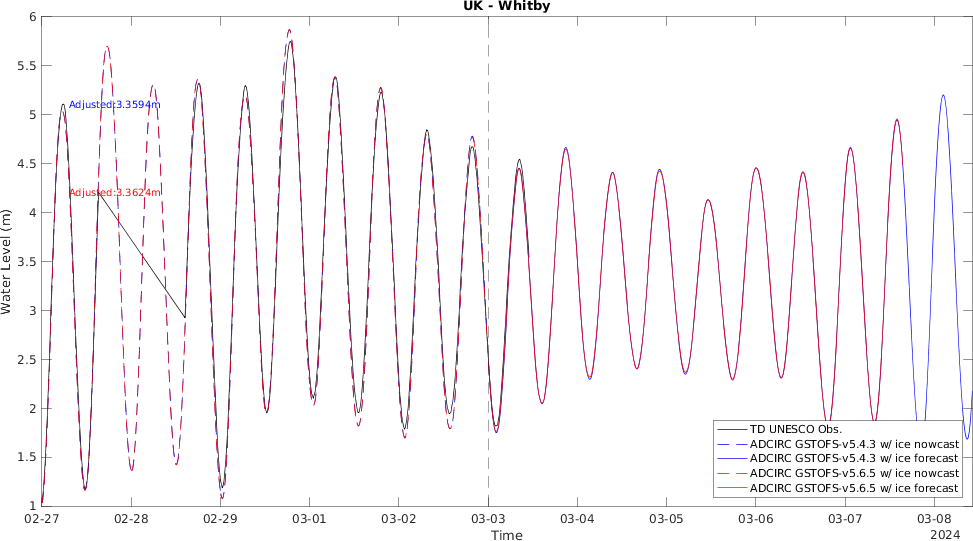 UK - Whitby
6
5.5
5
4.5
4
3.5
3
2.5
2
1.5
1
Water Level (m)
Adjusted:3.3594m
Adjusted:3.3624m
TD UNESCO Obs.
ADCIRC GSTOFS-v5.4.3 w/ ice nowcast
ADCIRC GSTOFS-v5.4.3 w/ ice forecast
ADCIRC GSTOFS-v5.6.5 w/ ice nowcast
ADCIRC GSTOFS-v5.6.5 w/ ice forecast
02-27 02-28 02-29 03-01 03-02 03-03 03-04 03-05 03-06 03-07 03-08
Time
2024